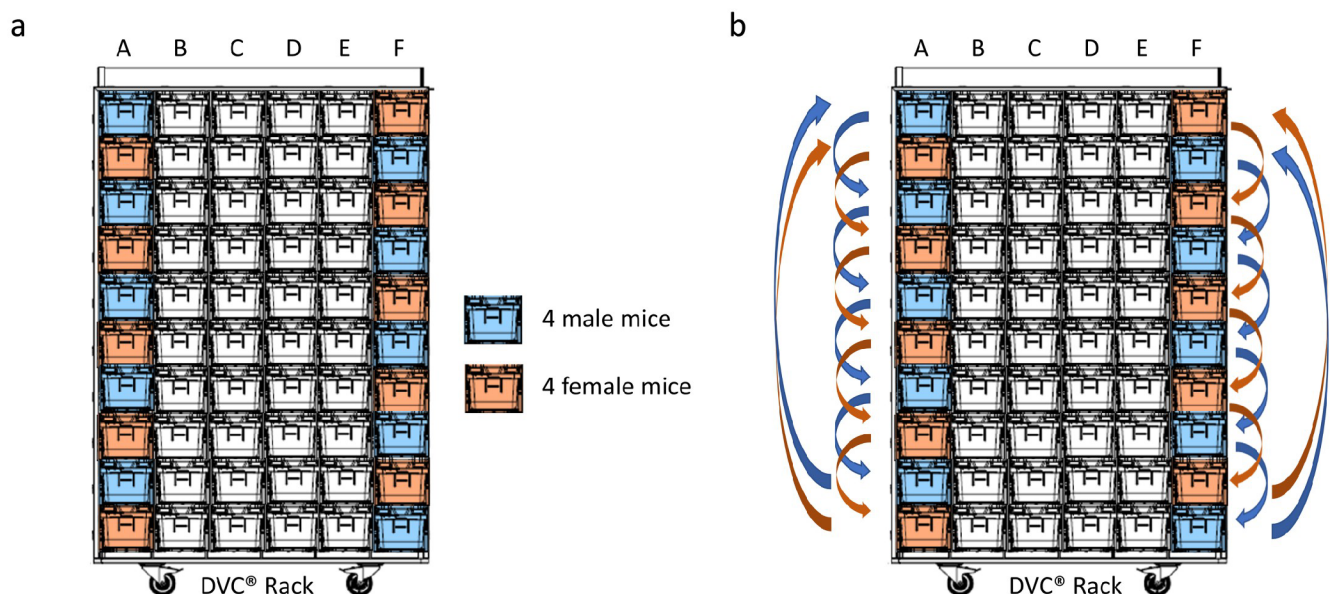 a
A B C D E F
4 male mice
4 female mice
DVC® Rack
b
A B C D E F
DVC® Rack